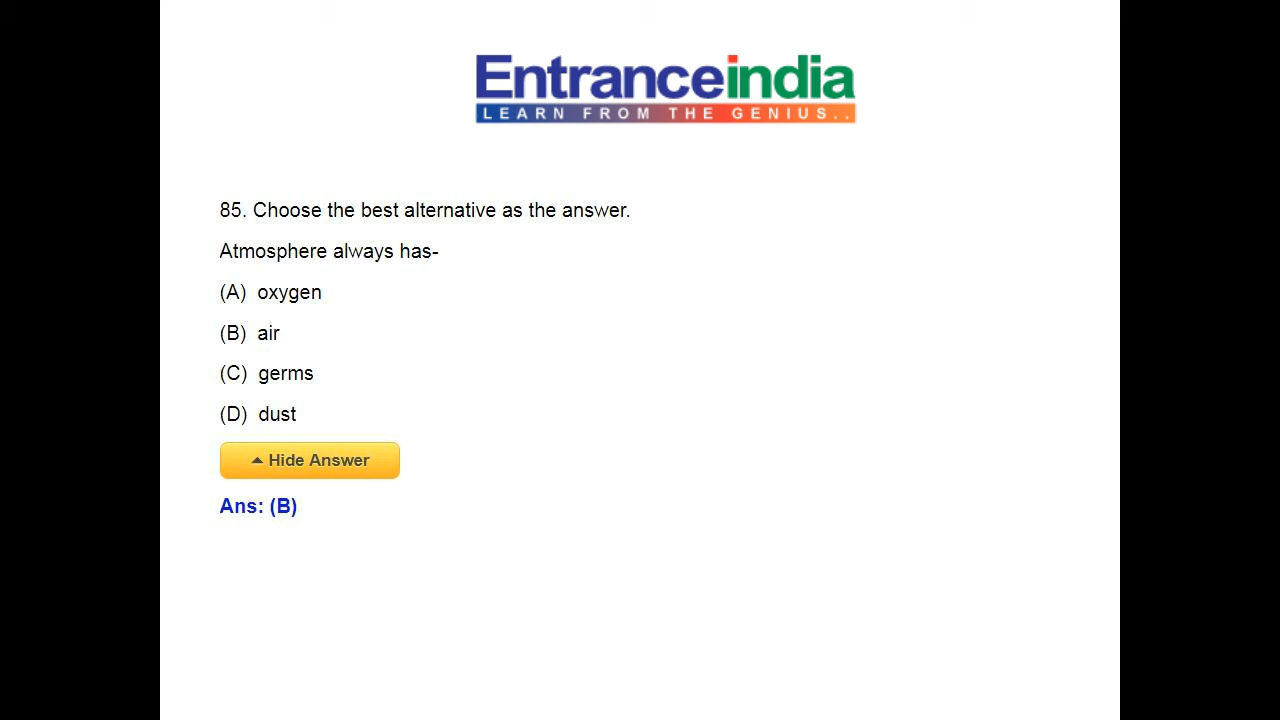 Entranceindia
LEARN FROM THE GENIUS..
85. Choose the best alternative as the answer.
Atmosphere always has-
(A) oxygen
(B) air
(C) germs
(D) dust
Hide Answer
Ans: (B)